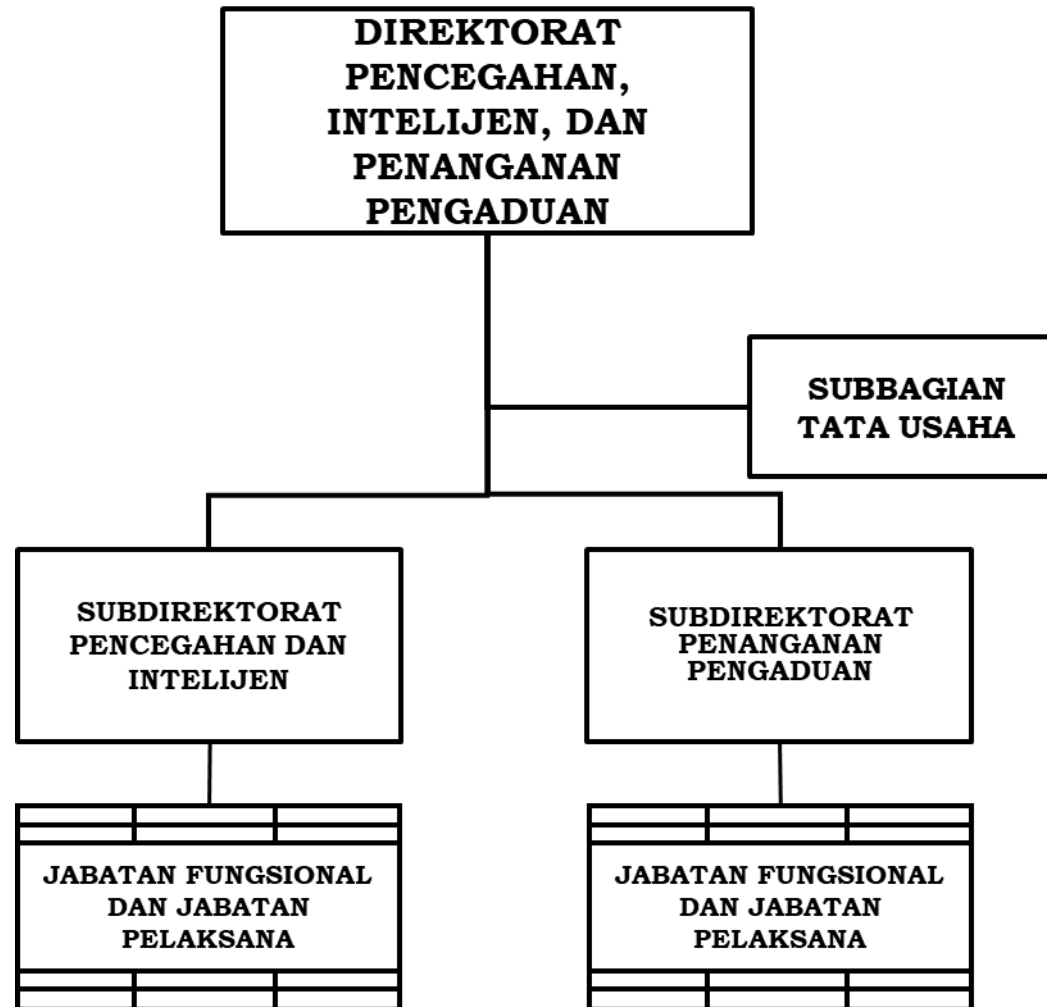 DIREKTORAT
PENCEGAHAN,
INTELIJEN, DAN
PENANGANAN
PENGADUAN
SUBBAGIAN
TATA USAHA
SUBDIREKTORAT
PENCEGAHAN DAN
INTELIJEN
SUBDIREKTORAT
PENANGANAN
PENGADUAN
JABATAN FUNGSIONAL
DAN JABATAN
PELAKSANA
JABATAN FUNGSIONAL
DAN JABATAN
PELAKSANA